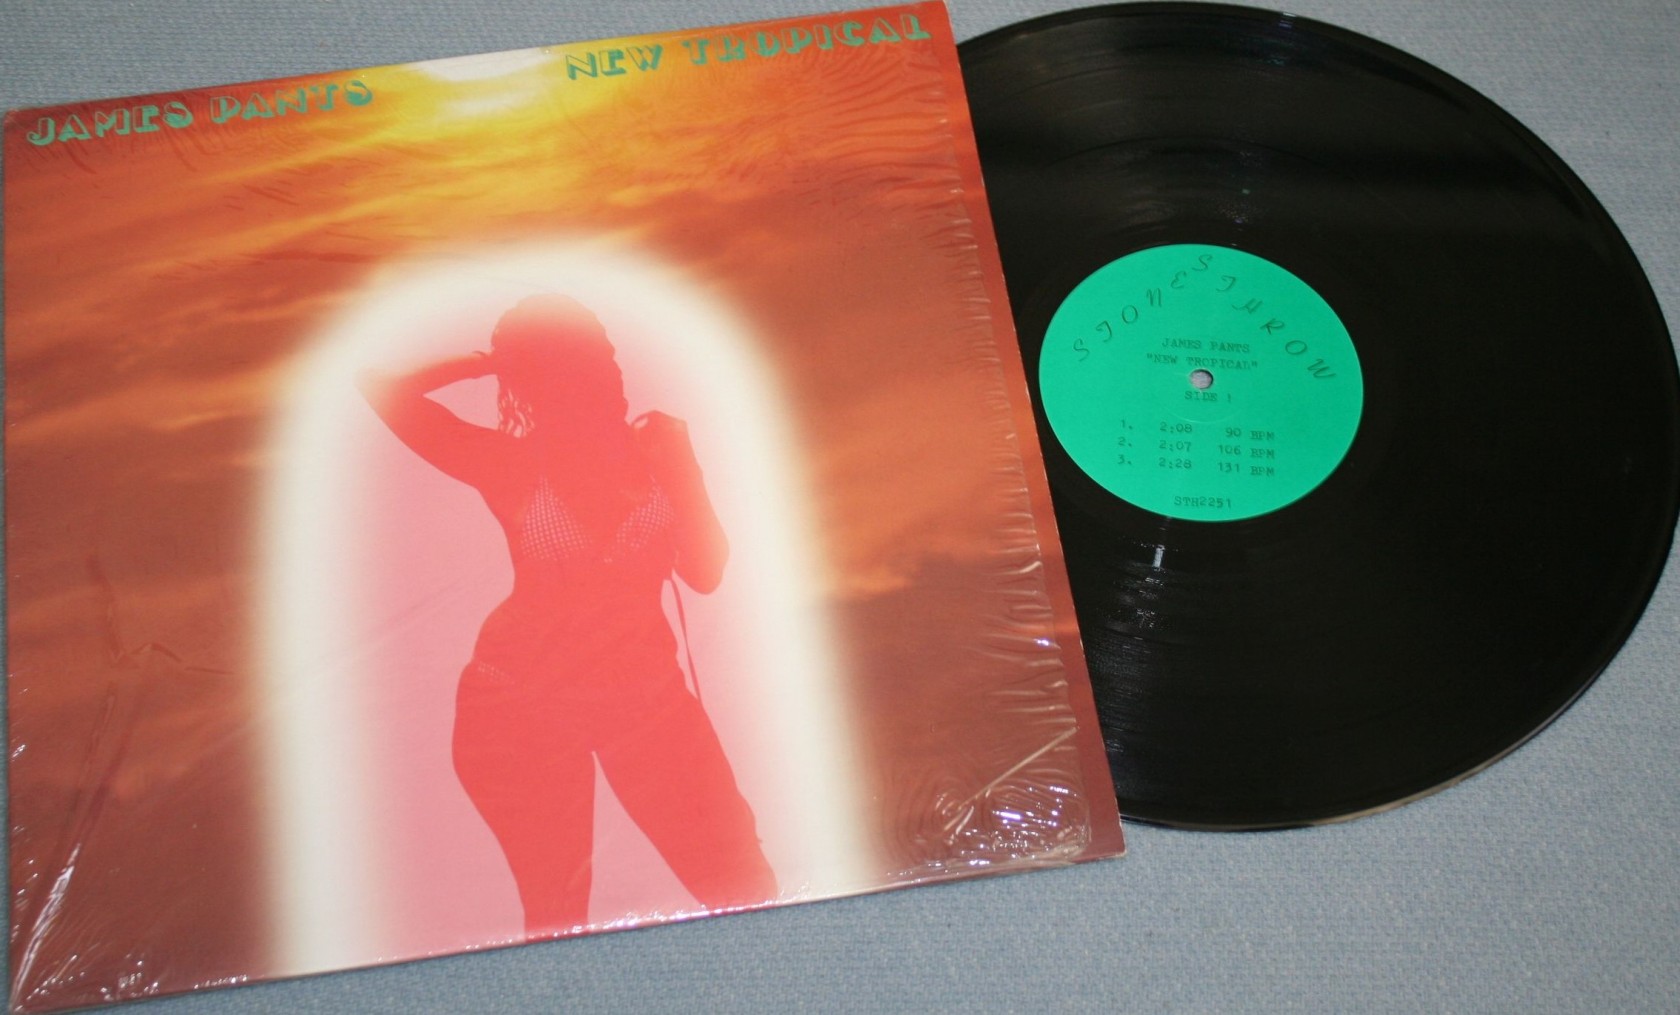 JAMES PANTS
NEW TROPICAL
STONES THROW
JAMES PANTS
"NEW TROPICAL"
SIDE 1
1. 2:08 90 BPM
2. 2:07 106 BPM
3. 2:28 131 BPM
STH2251